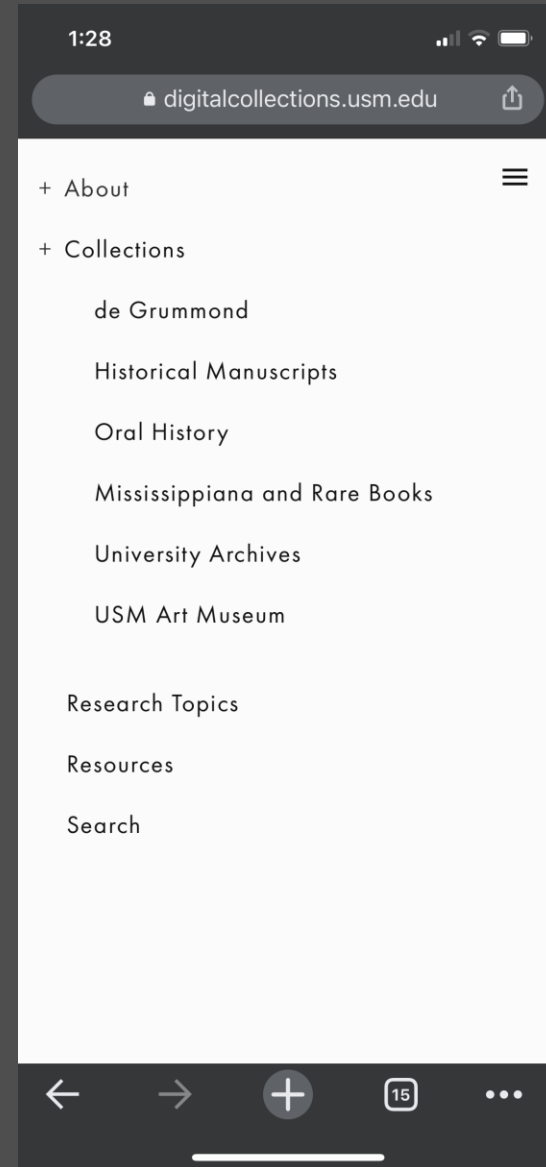 1:28
digitalcollections.usm.edu
+ About
+ Collections
de Grummond
Historical Manuscripts
Oral History
Mississippiana and Rare Books
University Archives
USM Art Museum
Research Topics
Resources
Search
15